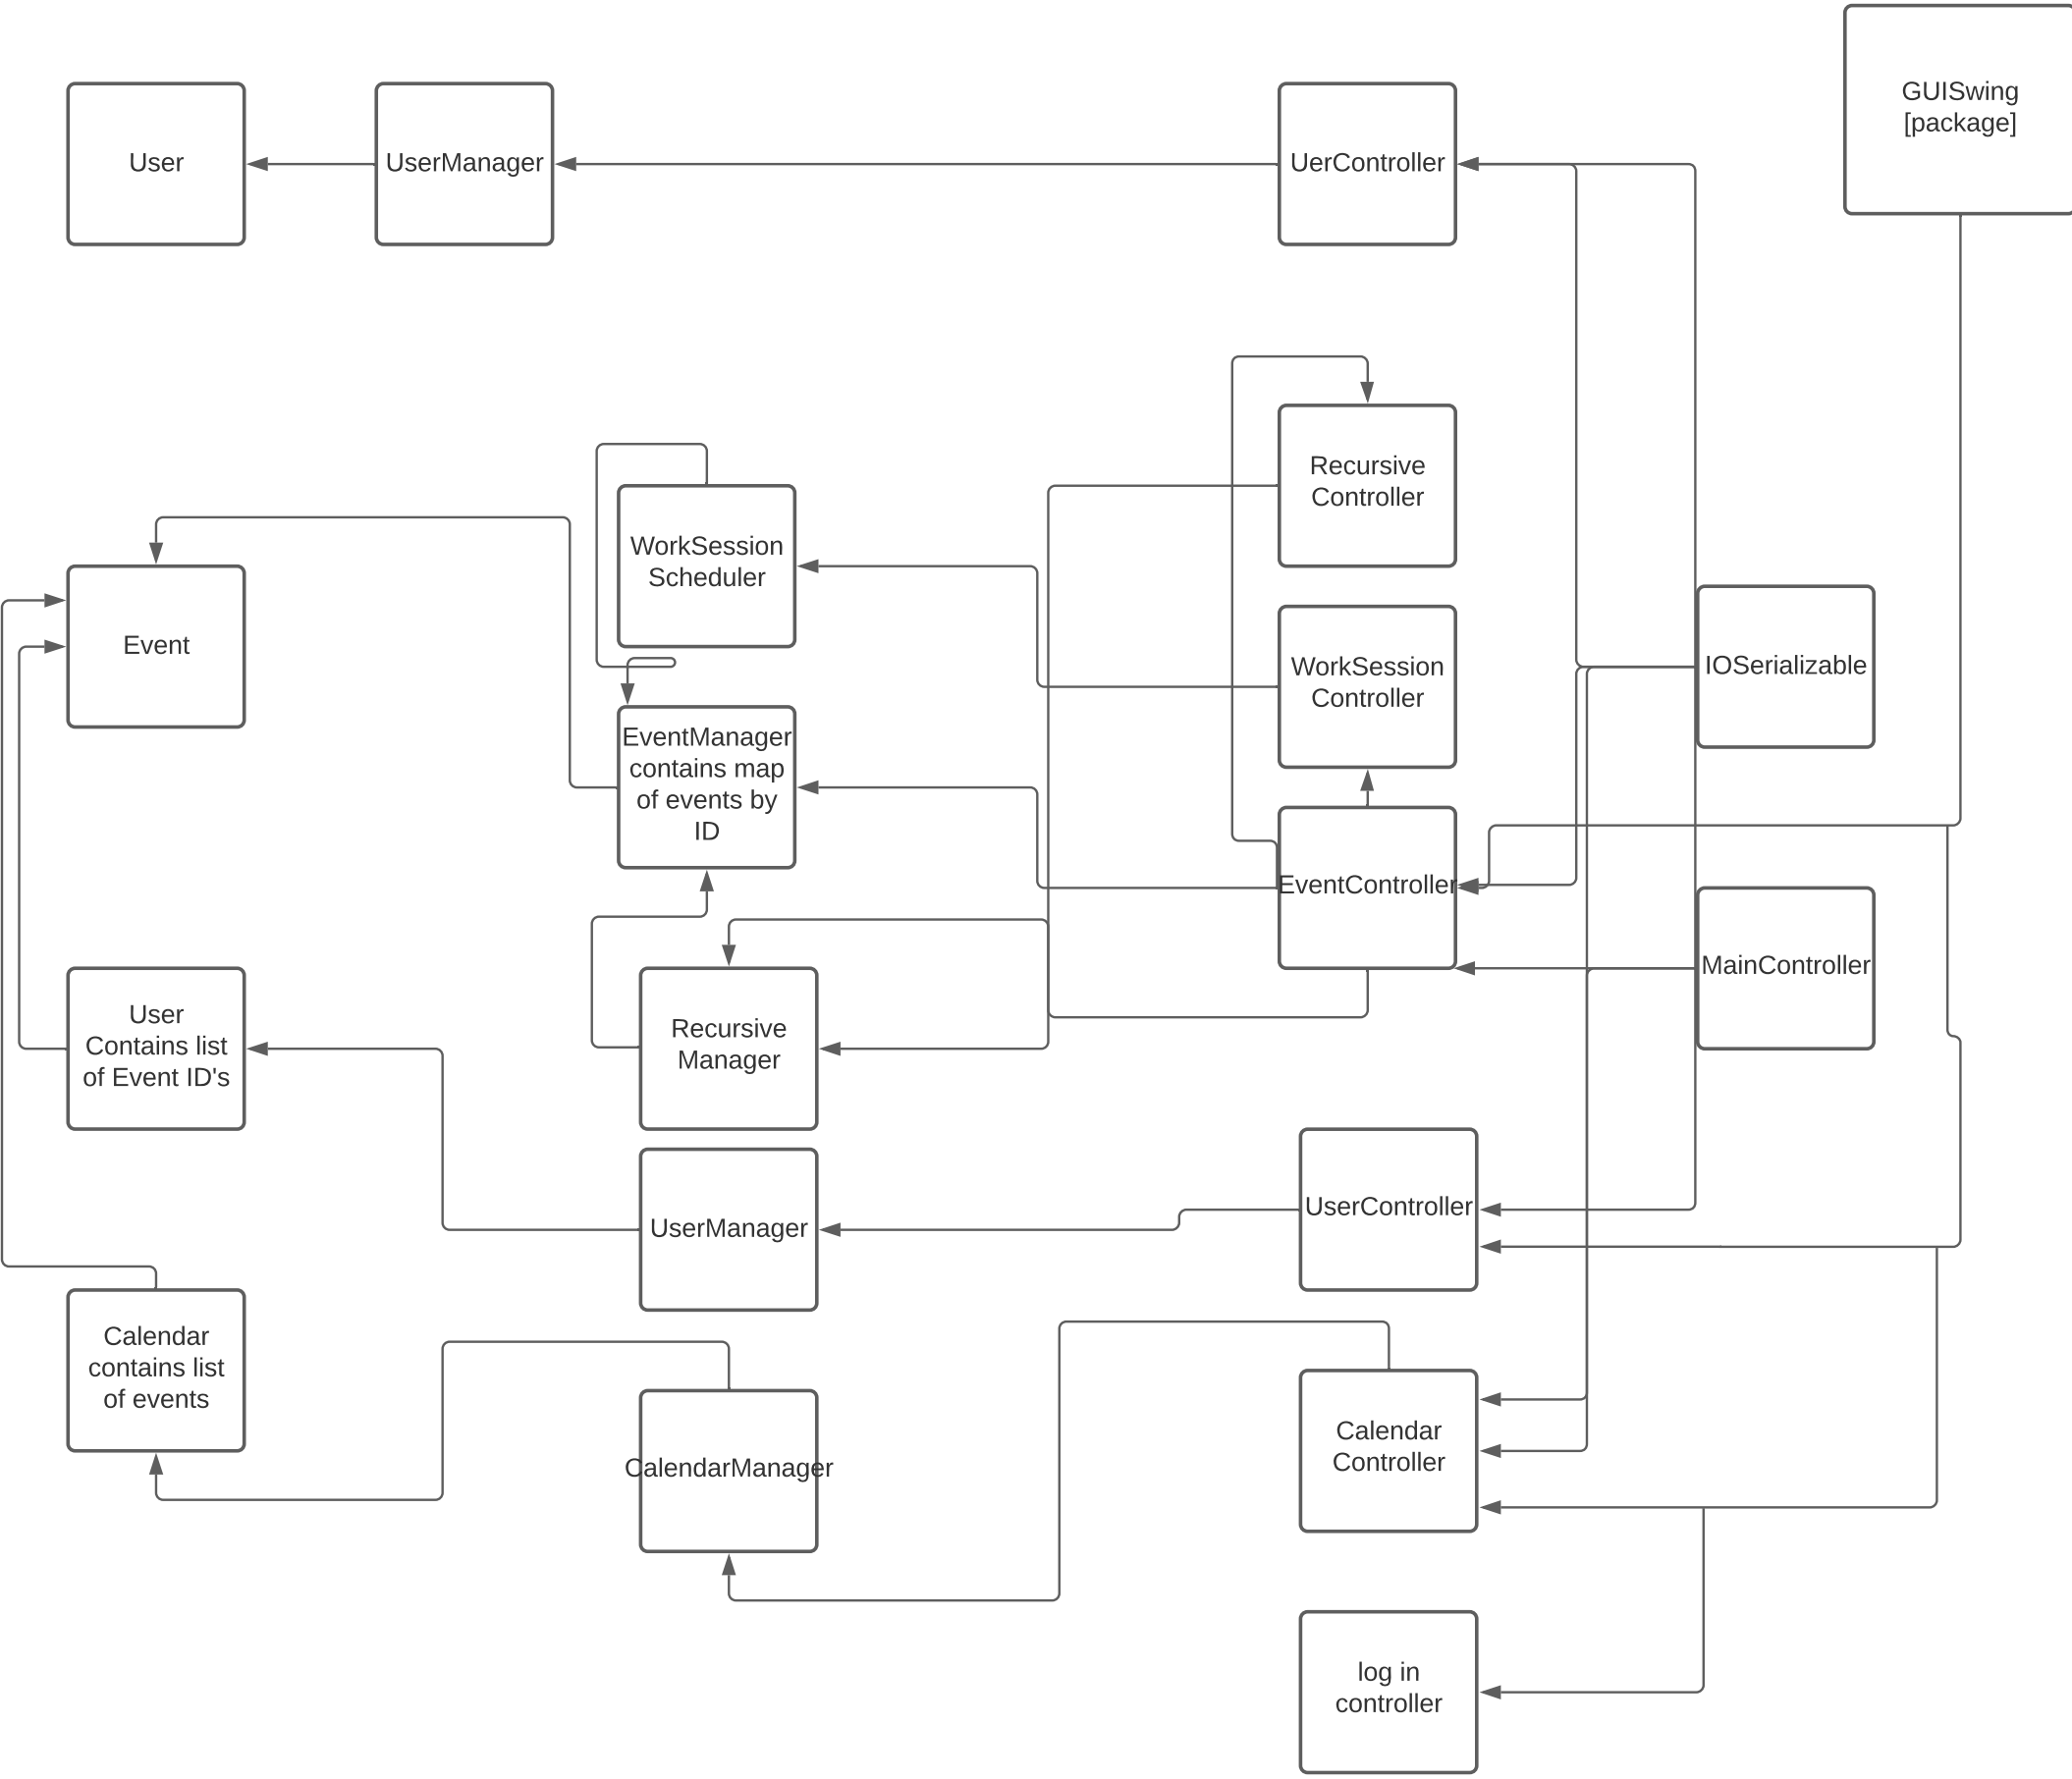 GUISwing
[package]
User
UserManager
UerController
Recursive
Controller
WorkSession
Scheduler
Event
WorkSession
Controller
IOSerializable
EventManager
contains map
of events by
ID
EventController
MainController
User
Contains list
of Event ID's
Recursive
Manager
UserManager
UserController
Calendar
contains list
of events
CalendarManager
Calendar
Controller
log in
controller